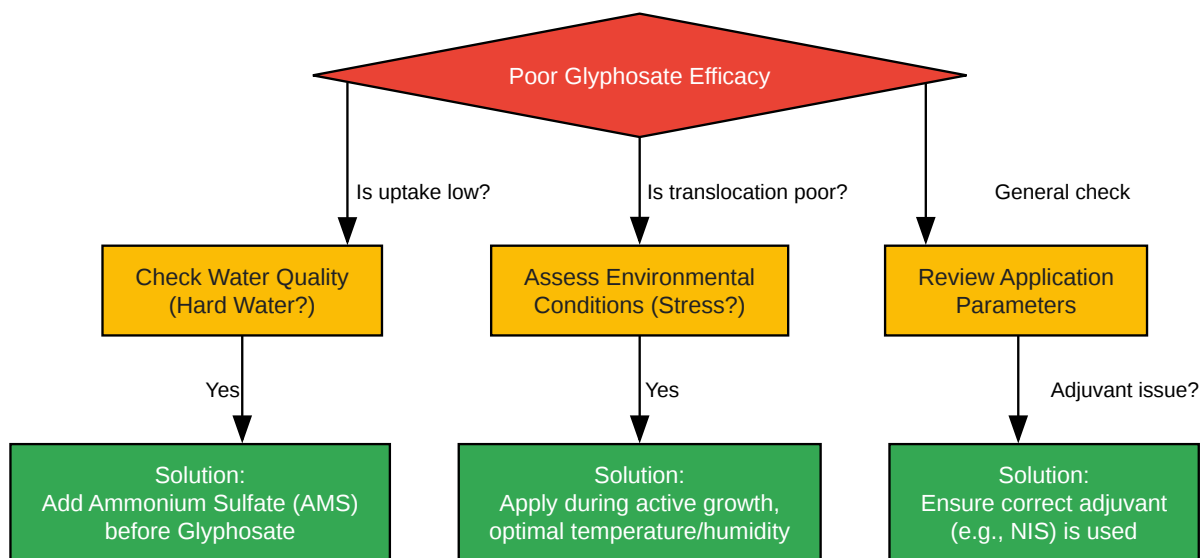 Poor Glyphosate Efficacy
Is uptake low?
Is translocation poor?
General check
Check Water Quality
(Hard Water?)
Assess Environmental
Conditions (Stress?)
Review Application
Parameters
Yes
Yes
Adjuvant issue?
Solution:
Add Ammonium Sulfate (AMS)
before Glyphosate
Solution:
Apply during active growth,
optimal temperature/humidity
Solution:
Ensure correct adjuvant
(e.g., NIS) is used